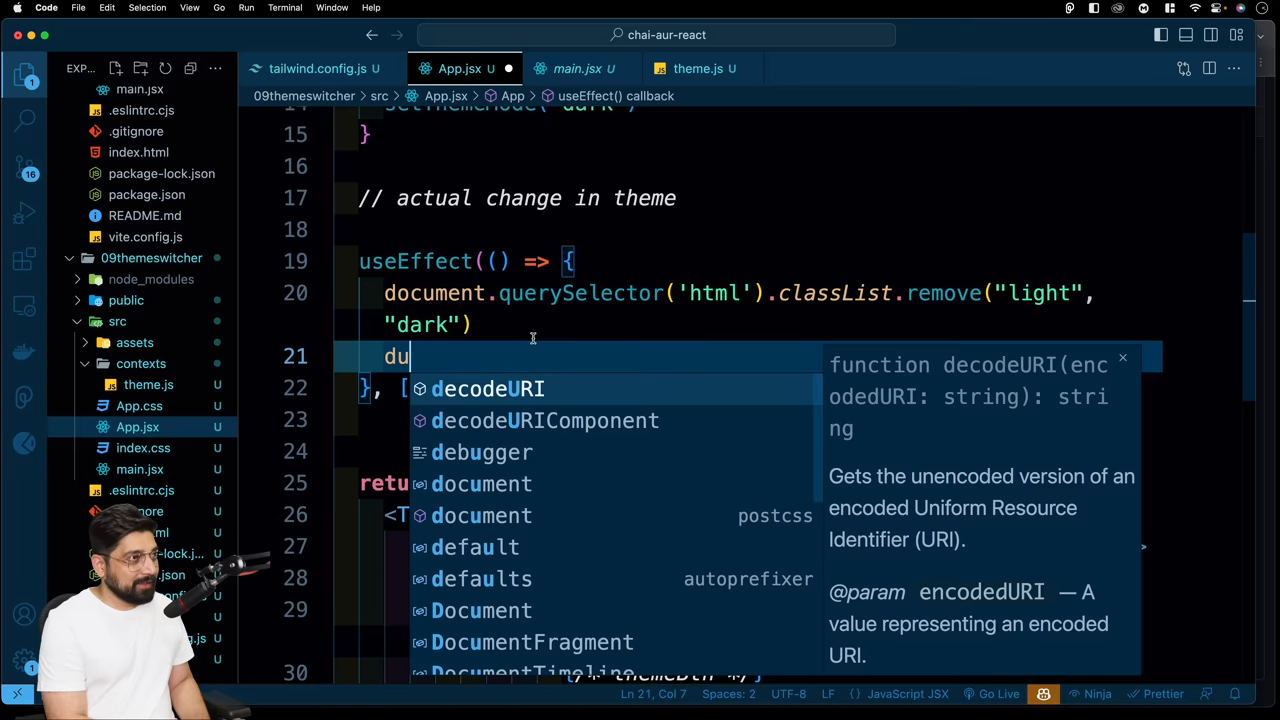 Code File Edit Selection View Go Run Terminal Window Help
chai-aur-react
EXP...
tailwind.config.js U
App.jsx U
main.jsx U
theme.js U
09themeswitcher > src > App.jsx > App > useEffect() callback
main.jsx
.eslintrc.cjs
.gitignore
index.html
package-lock.json
package.json
README.md
vite.config.js
09themeswitcher
node_modules
public
src
assets
contexts
theme.js U
App.css U
App.jsx U
index.css U
main.jsx U
.eslintrc.cjs U
U
U
U
U
U
U
U
1
16
1
15 }
16
17 // actual change in theme
18
19 useEffect(() => {
20 document.querySelector('html').classList.remove("light",
"dark")
21 du
22 }, [
23
24
25 retu
26 <T
27
28
29
30
decodeURI
decodeURIComponent
debugger
document
document postcss
default
defaults autoprefixer
Document
DocumentFragment
DocumentTimeline
function decodeURI(enc
odedURI: string): stri
ng
Gets the unencoded version of an
encoded Uniform Resource
Identifier (URI).
@param encodedURI — A
value representing an encoded
URI.
Ln 21, Col 7 Spaces: 2 UTF-8 LF {} JavaScript JSX Go Live Ninja Prettier